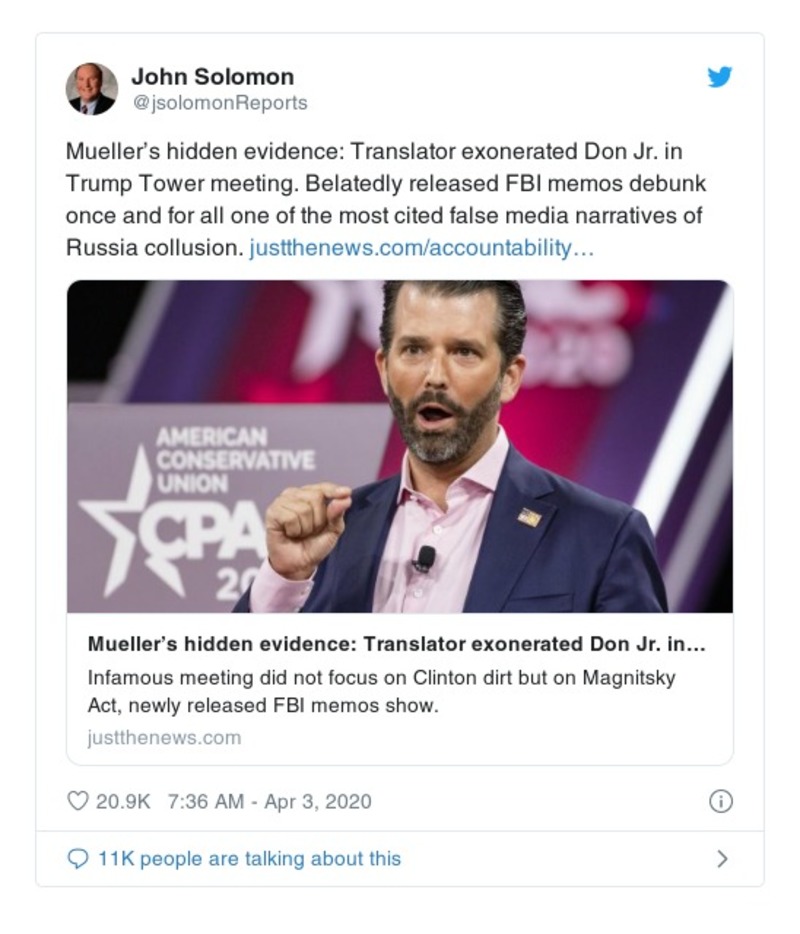 John Solomon
@jsolomonReports
Mueller's hidden evidence: Translator exonerated Don Jr. in
Trump Tower meeting. Belatedly released FBI memos debunk
once and for all one of the most cited false media narratives of
Russia collusion. justthenews.com/accountability…
AMERICAN
CONSERVATIVE
UNION
CPA
20
2020
Mueller's hidden evidence: Translator exonerated Don Jr. in…
Infamous meeting did not focus on Clinton dirt but on Magnitsky
Act, newly released FBI memos show.
justthenews.com
20.9K 7:36 AM - Apr 3, 2020
11K people are talking about this